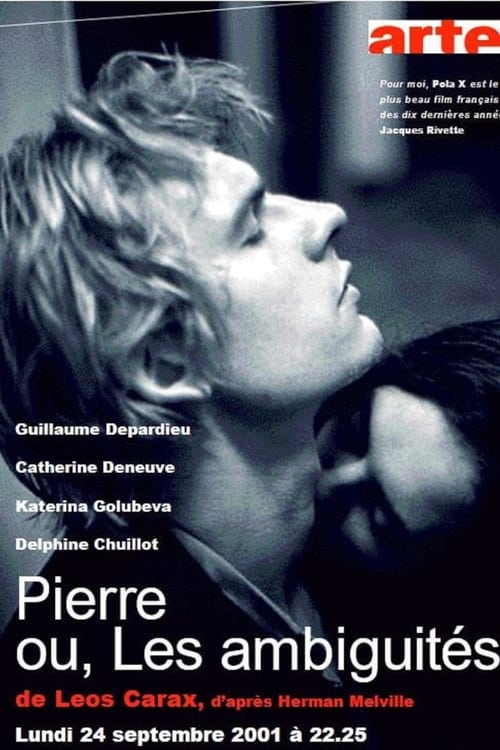 arte
Pour moi, Pola X est le
plus beau film français
des dix dernières anné
Jacques Rivette
Guillaume Depardieu
Catherine Deneuve
Katerina Golubeva
Delphine Chuillot
Pierre
ou, Les ambiguités
de Leos Carax, d'après Herman Melville
Lundi 24 septembre 2001 à 22.25